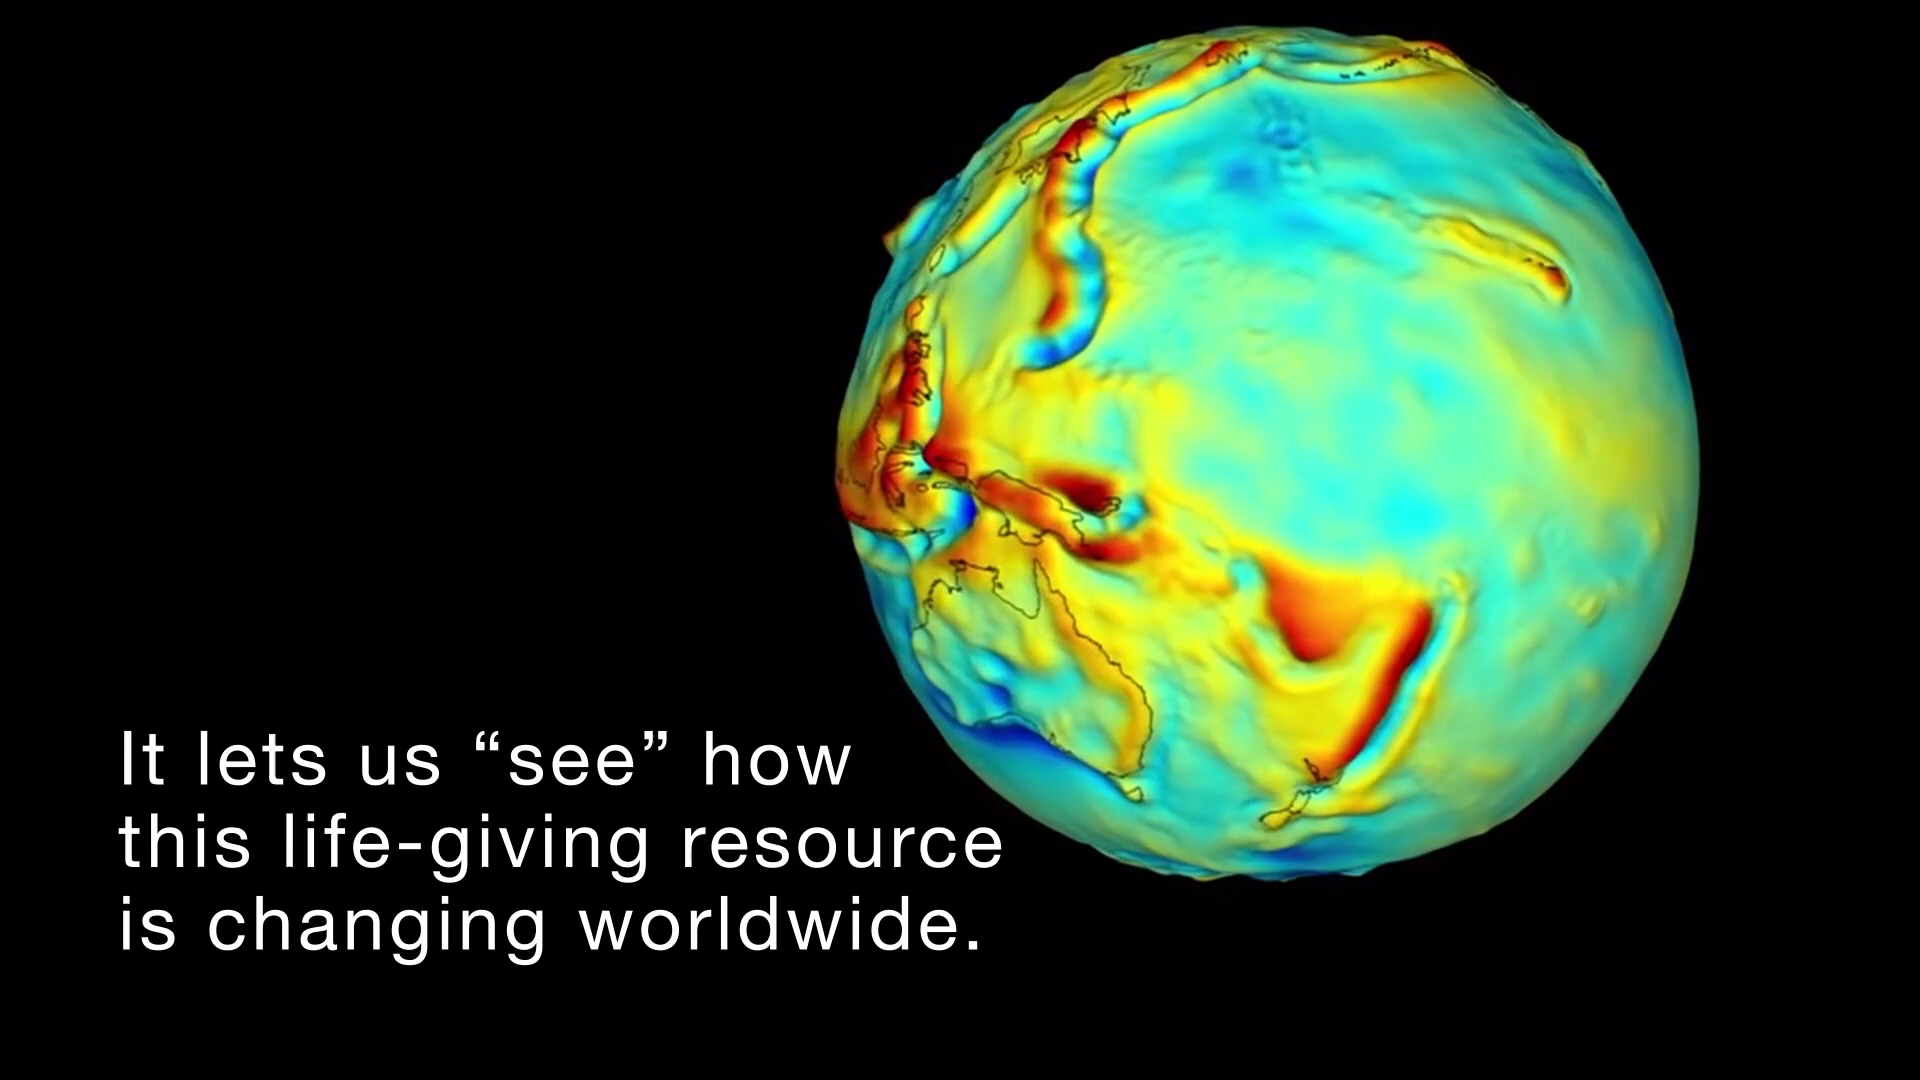 It lets us “see” how
this life-giving resource
is changing worldwide.